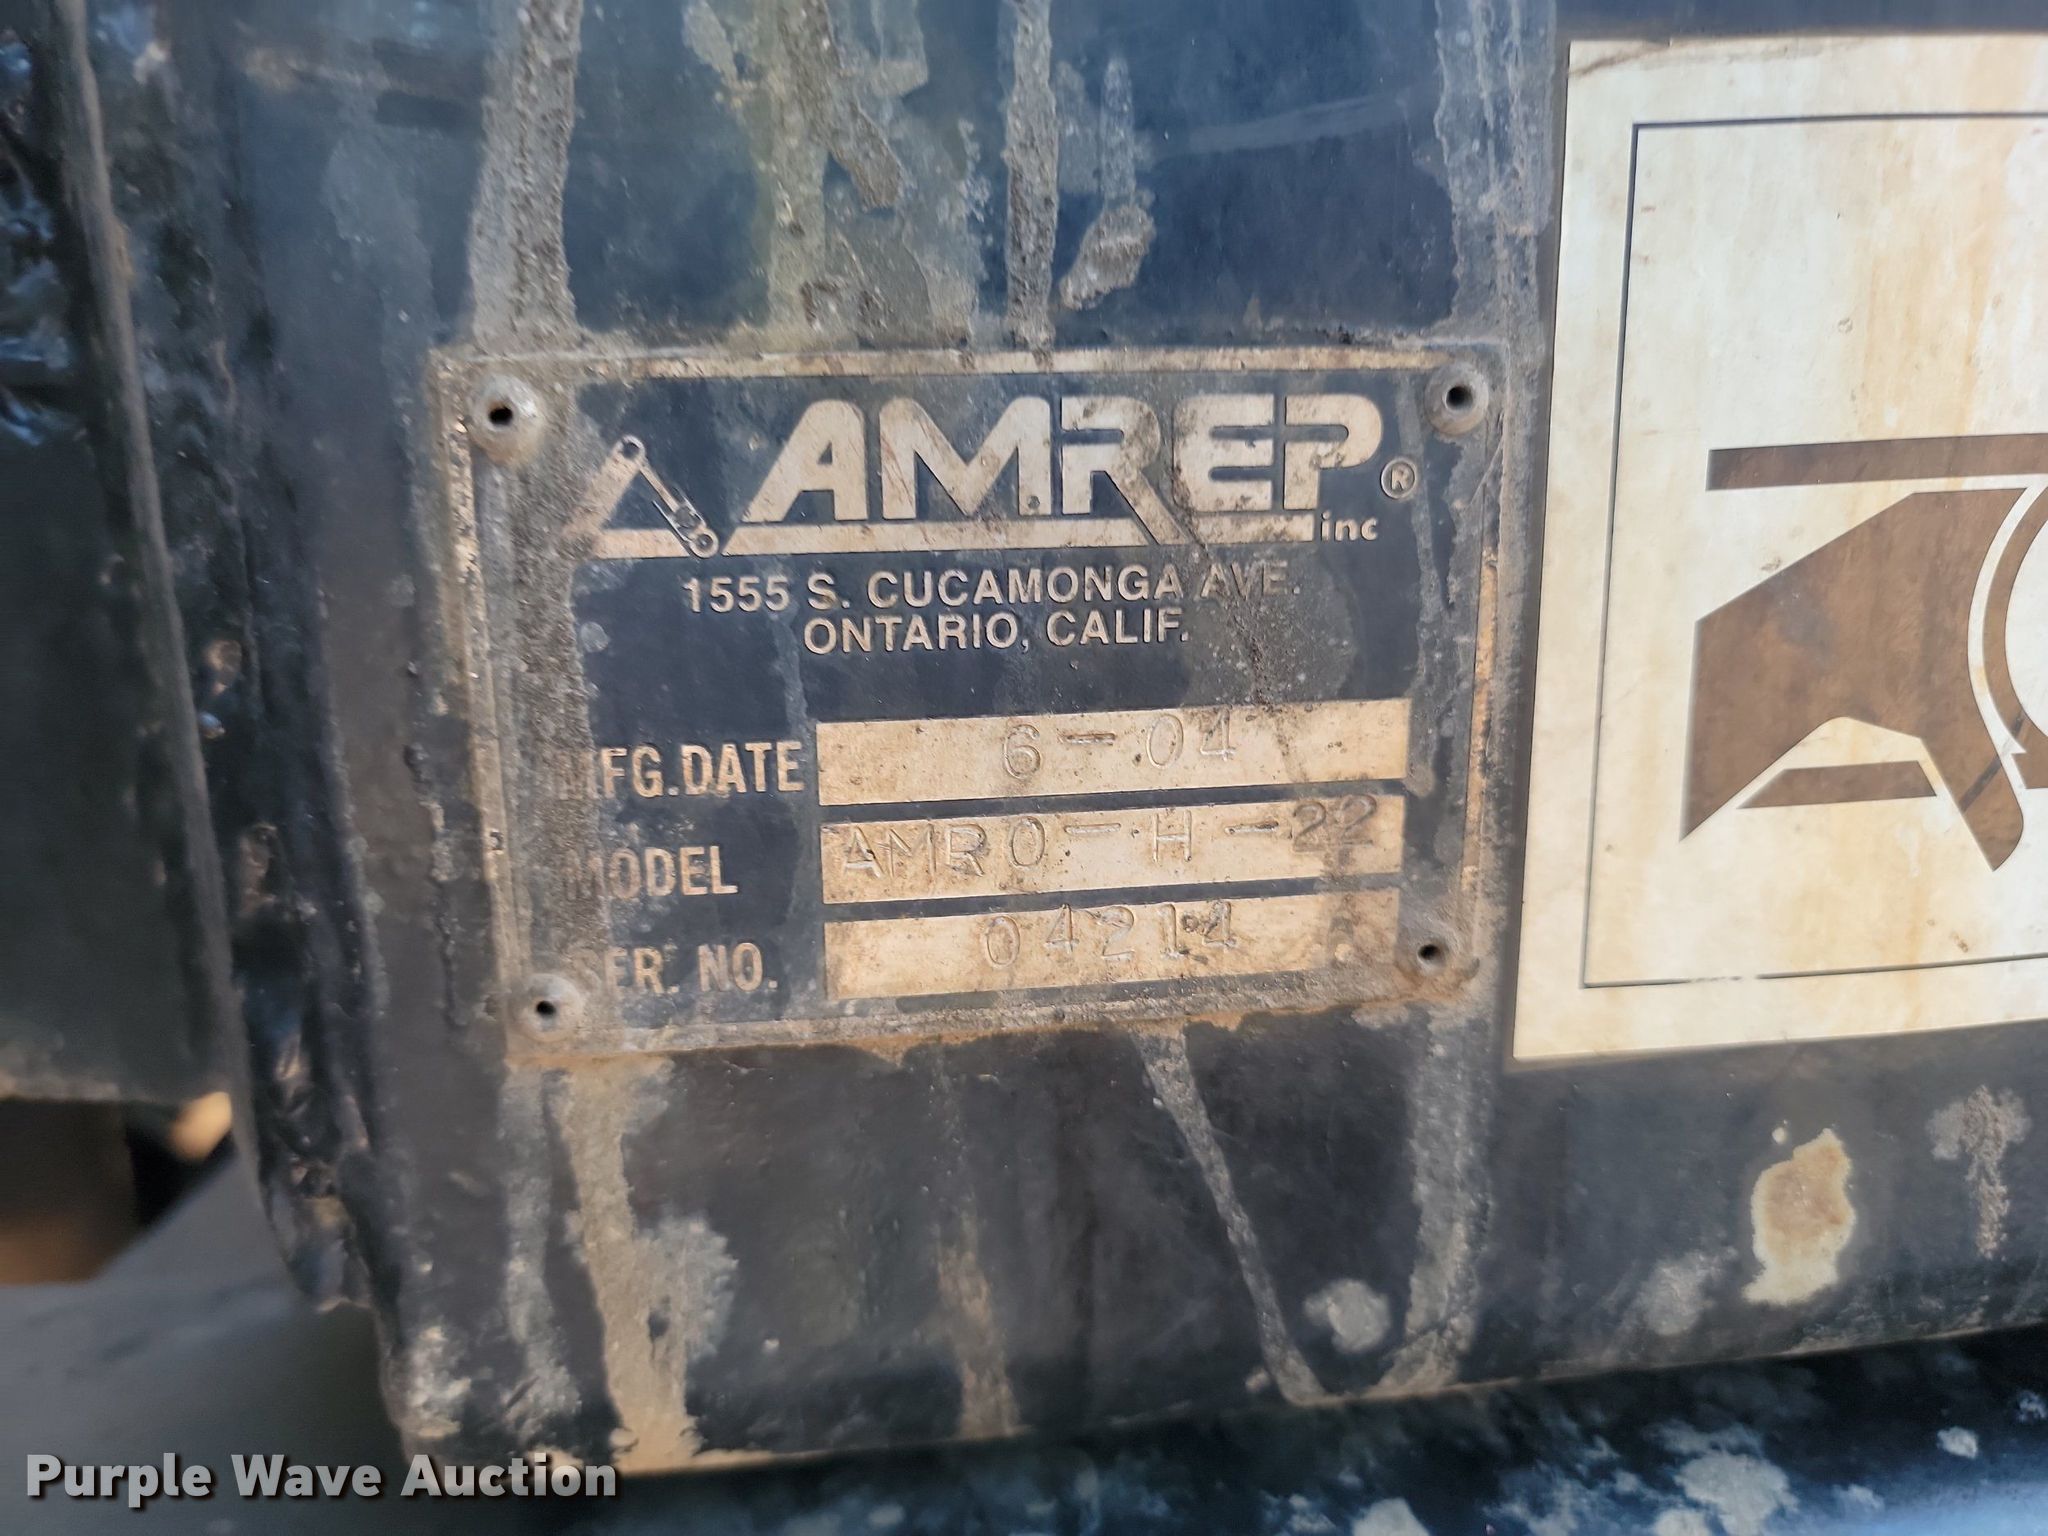 AMREP®
inc
1555 S. CUCAMONGA AVE.
ONTARIO, CALIF.
MFG. DATE 6-04
MODEL AMRO-H-22
SER. NO. 04214
Purple Wave Auction